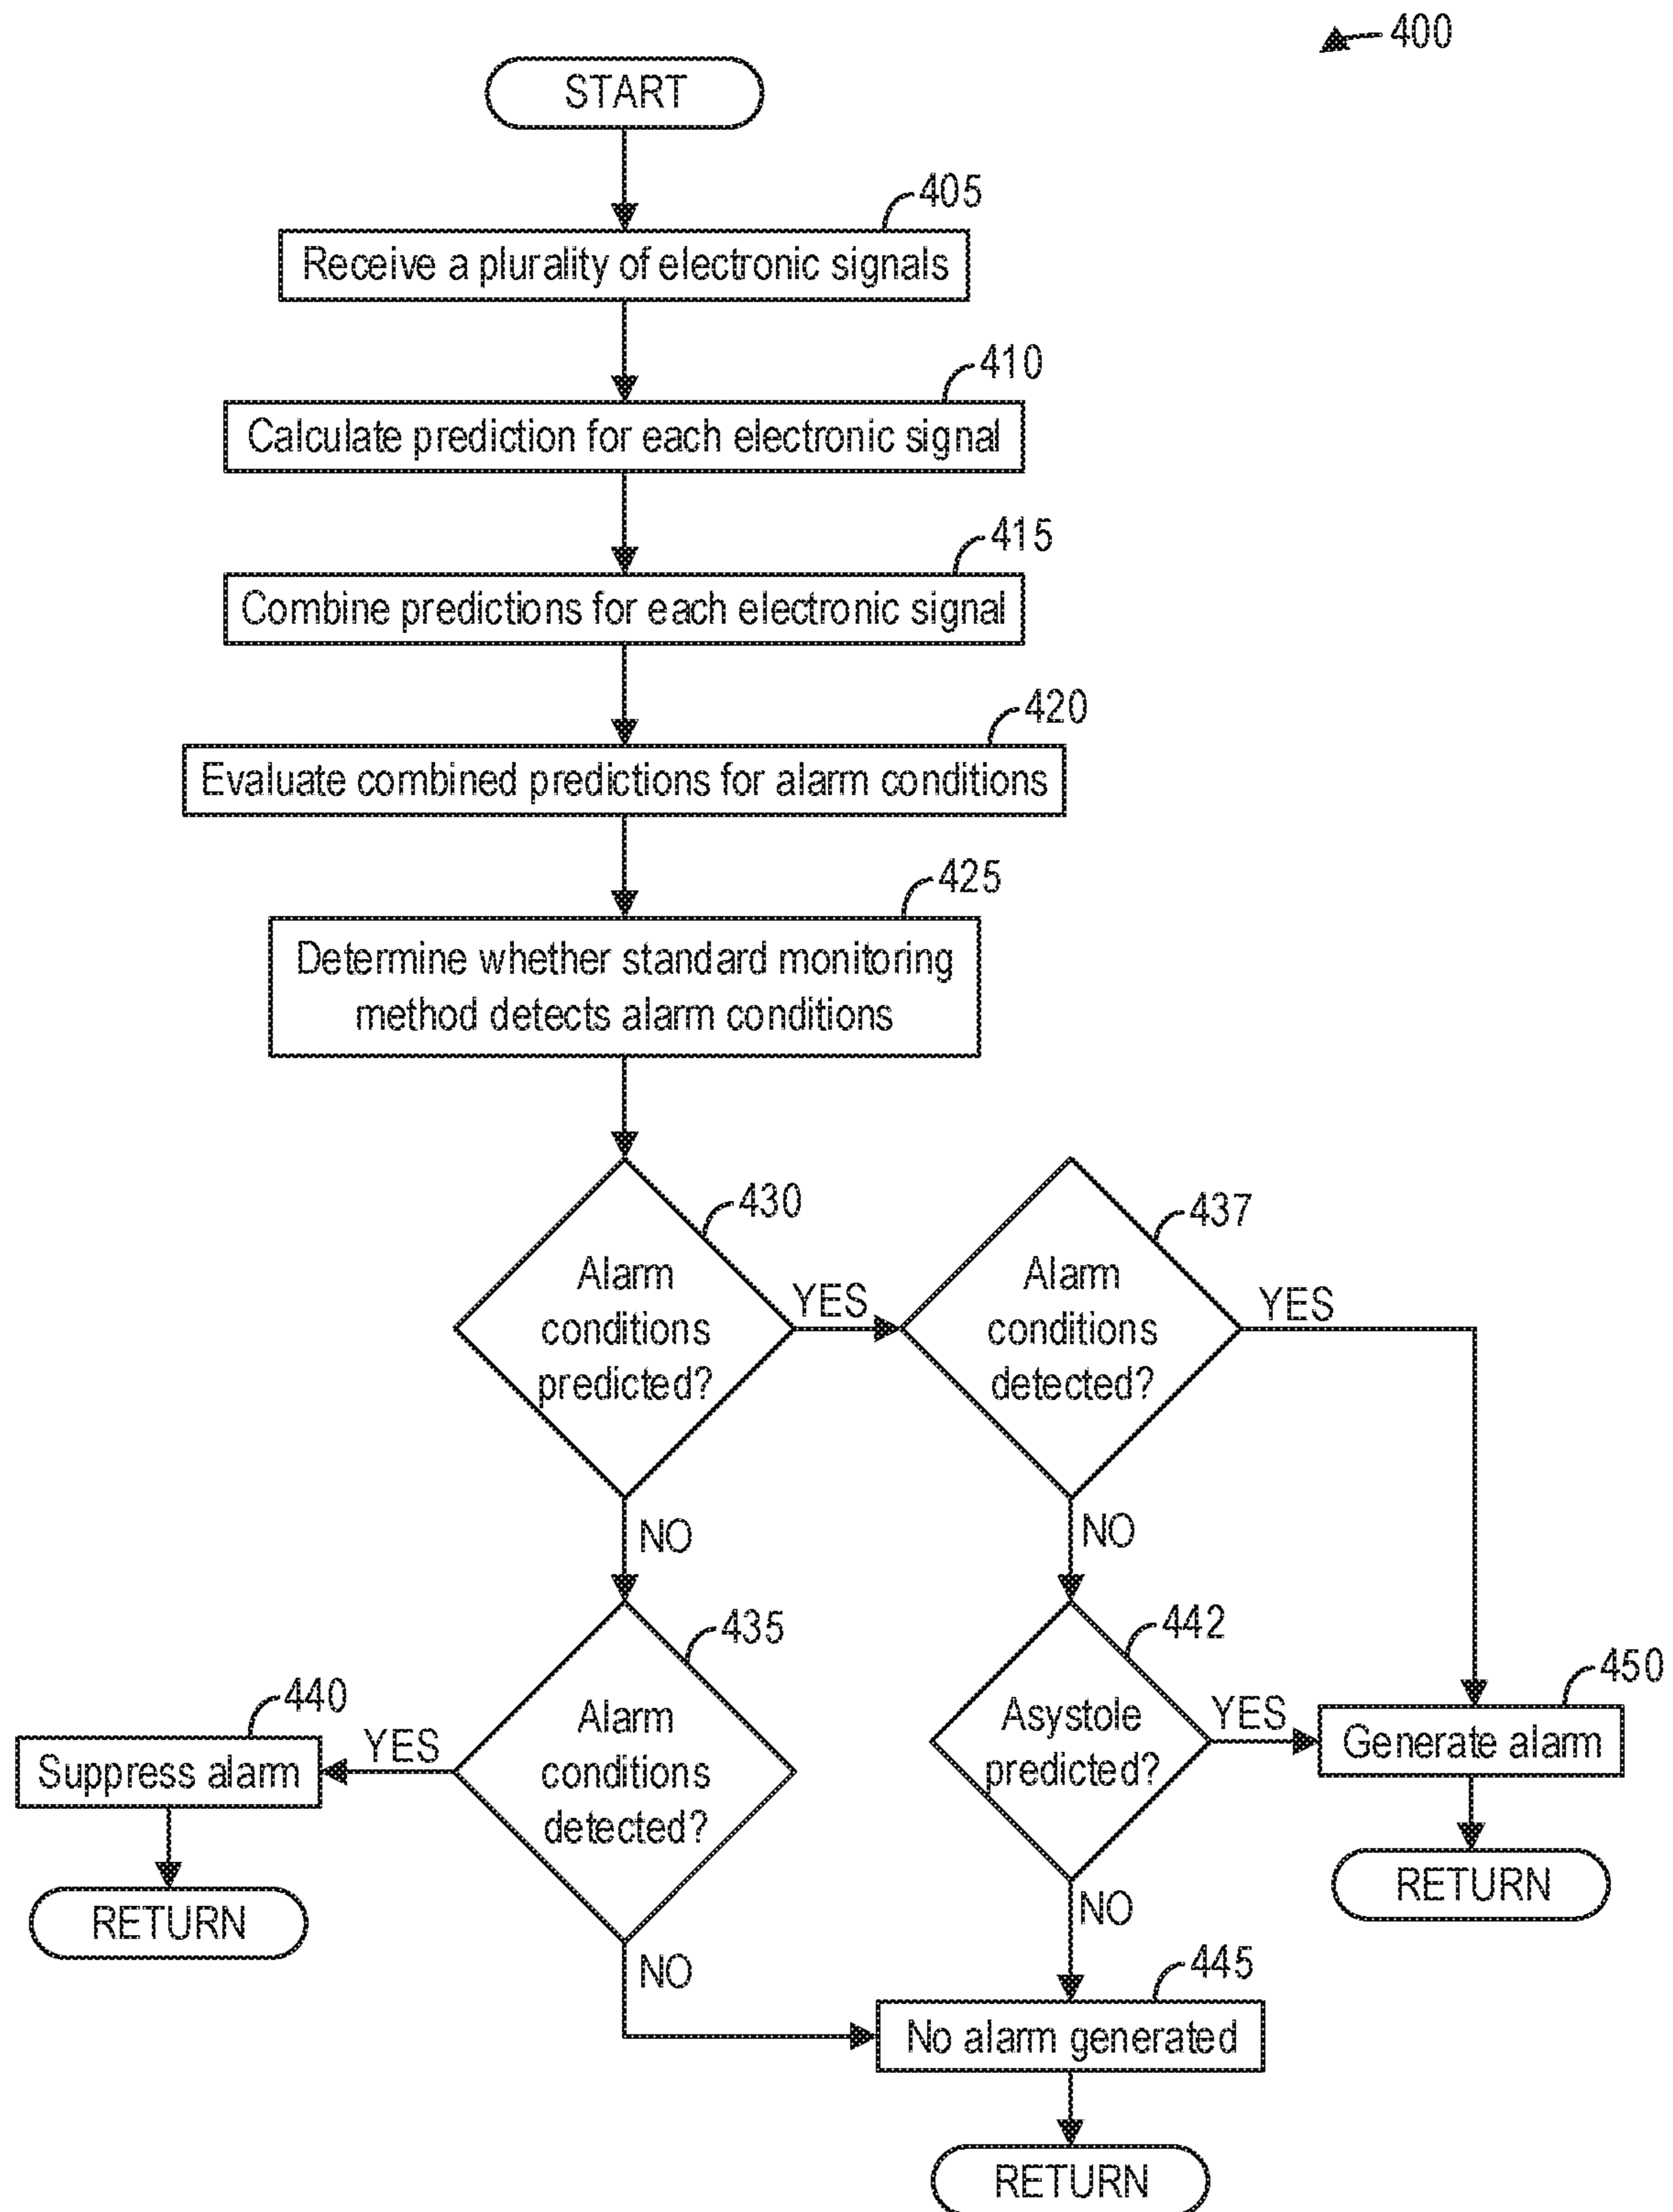 400
START
405
Receive a plurality of electronic signals
410
Calculate prediction for each electronic signal
415
Combine predictions for each electronic signal
420
Evaluate combined predictions for alarm conditions
425
Determine whether standard monitoring
method detects alarm conditions
430
Alarm
conditions
predicted?
YES
437
Alarm
conditions
detected?
YES
NO
NO
435
Alarm
conditions
detected?
442
Asystole
predicted?
YES
450
Generate alarm
RETURN
440
Suppress alarm
YES
RETURN
NO
NO
445
No alarm generated
RETURN